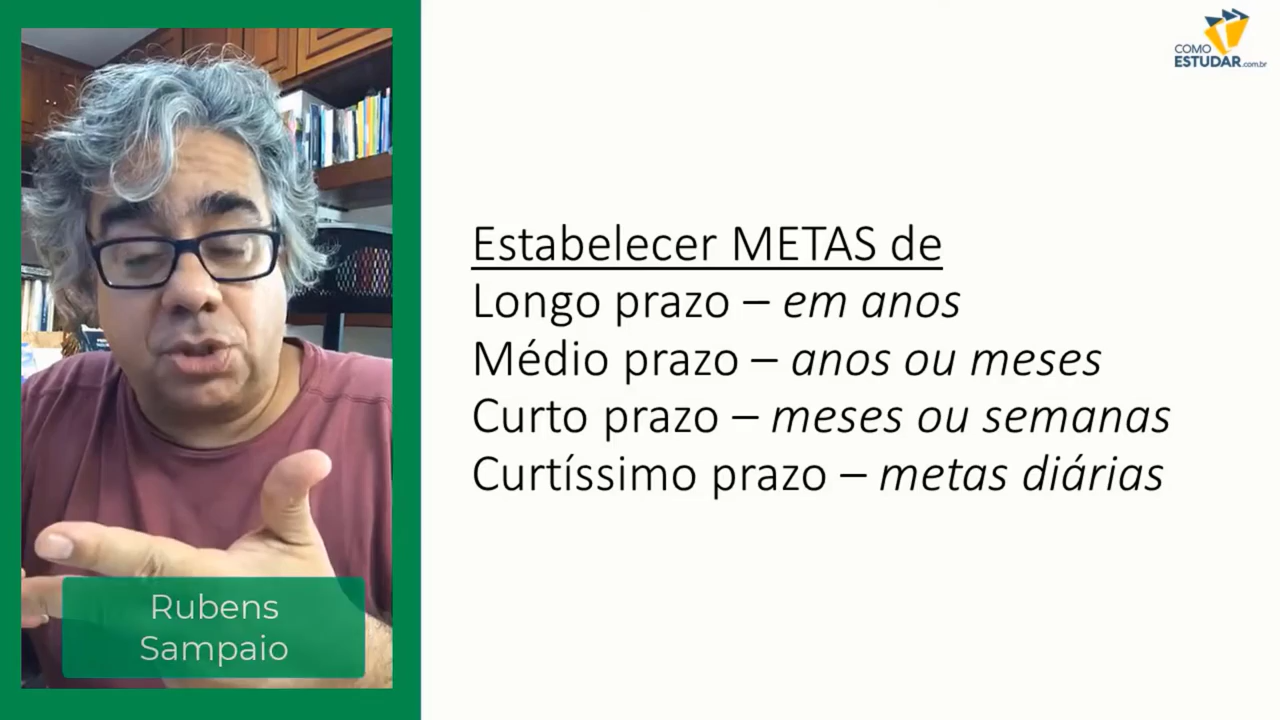 COMO
ESTUDAR.com.br
Estabelecer METAS de
Longo prazo – em anos
Médio prazo – anos ou meses
Curto prazo – meses ou semanas
Curtíssimo prazo – metas diárias
Rubens
Sampaio